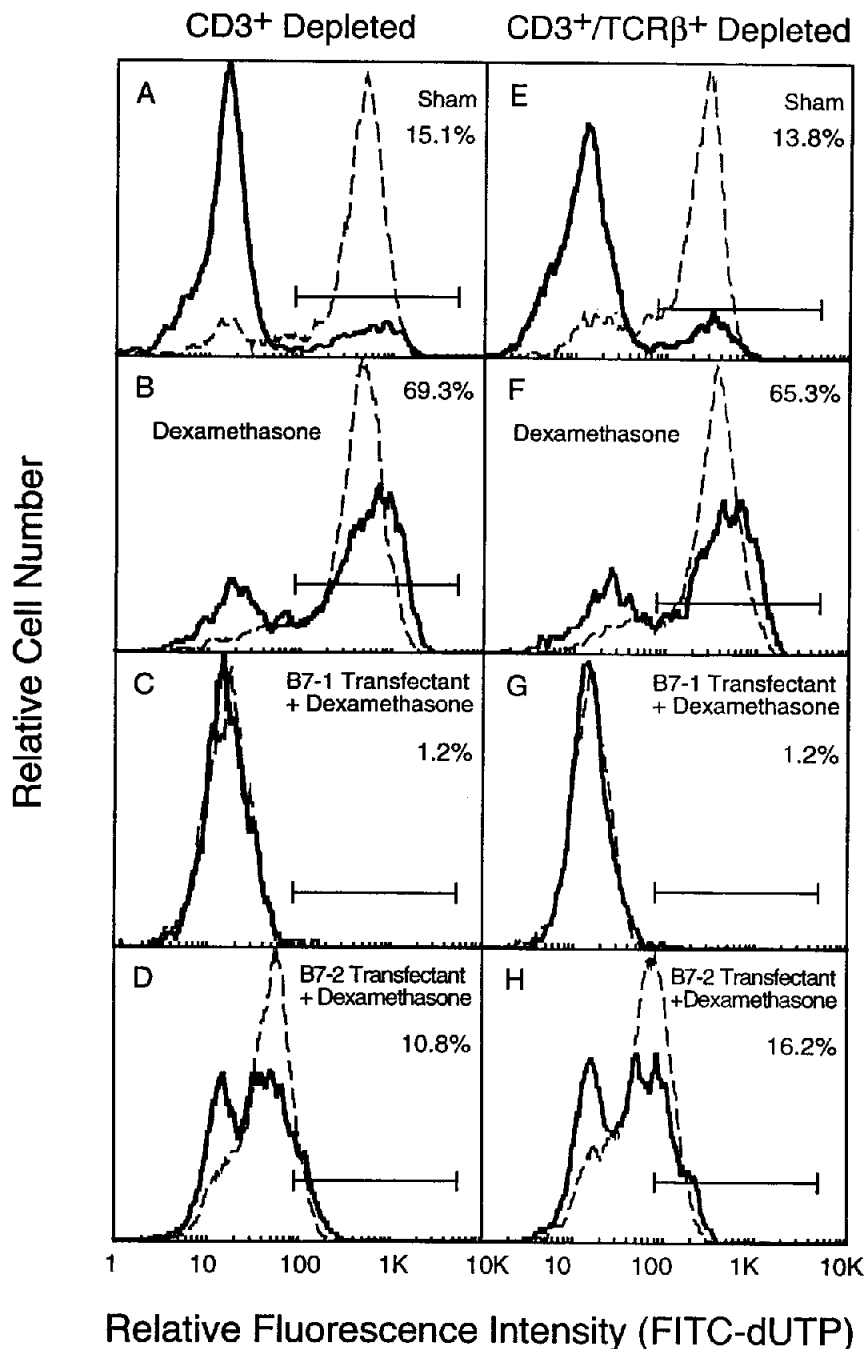 CD3+ Depleted
CD3+/TCRβ+ Depleted
A
Sham
15.1%
E
Sham
13.8%
B
69.3%
Dexamethasone
F
65.3%
Dexamethasone
C
B7-1 Transfectant
+ Dexamethasone
1.2%
G
B7-1 Transfectant
+ Dexamethasone
1.2%
D
B7-2 Transfectant
+ Dexamethasone
10.8%
H
B7-2 Transfectant
+Dexamethasone
16.2%
1 10 100 1K 10K 10 100 1K 10K
Relative Cell Number
Relative Fluorescence Intensity (FITC-dUTP)